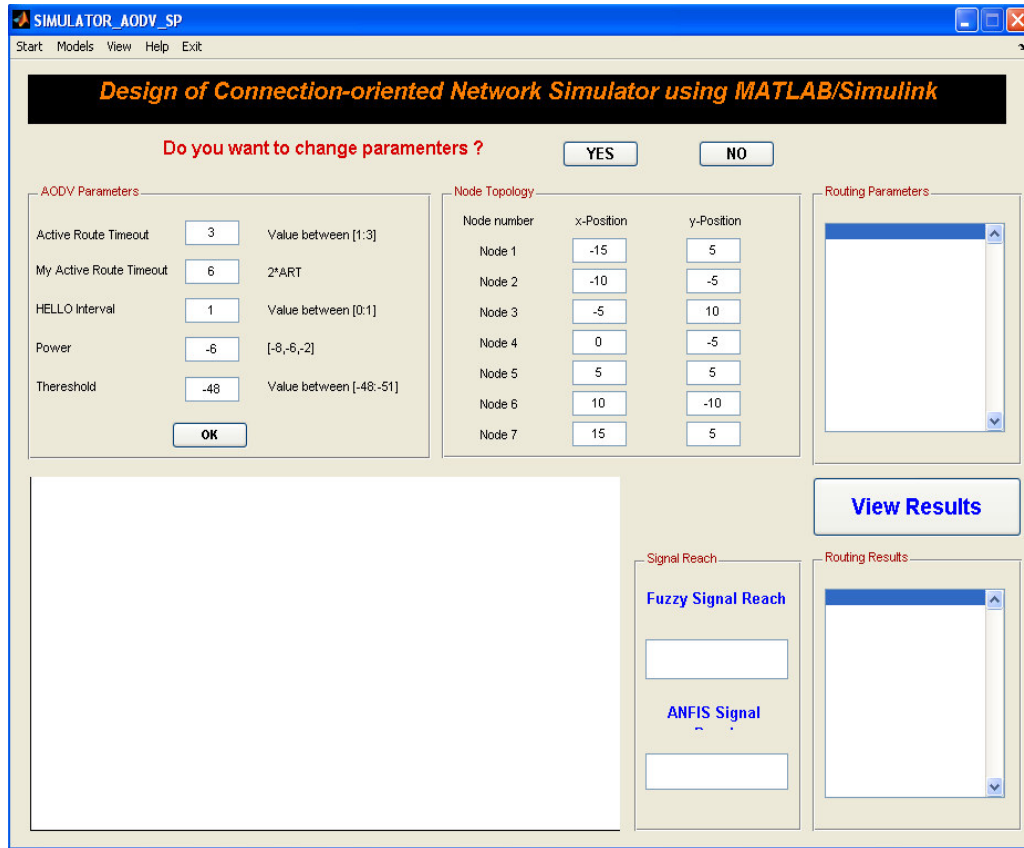 SIMULATOR_AODV_SP
Start Models View Help Exit
Design of Connection-oriented Network Simulator using MATLAB/Simulink
Do you want to change paramenters ? YES NO
AODV Parameters
Active Route Timeout 3 Value between [1:3]
My Active Route Timeout 6 2*ART
HELLO Interval 1 Value between [0:1]
Power -6 [-8,-6,-2]
Thereshold -48 Value between [-48:-51]
OK
Node Topology
Node number x-Position y-Position
Node 1 -15 5
Node 2 -10 -5
Node 3 -5 10
Node 4 0 -5
Node 5 5 5
Node 6 10 -10
Node 7 15 5
Routing Parameters
View Results
Signal Reach
Fuzzy Signal Reach
ANFIS Signal
Routing Results